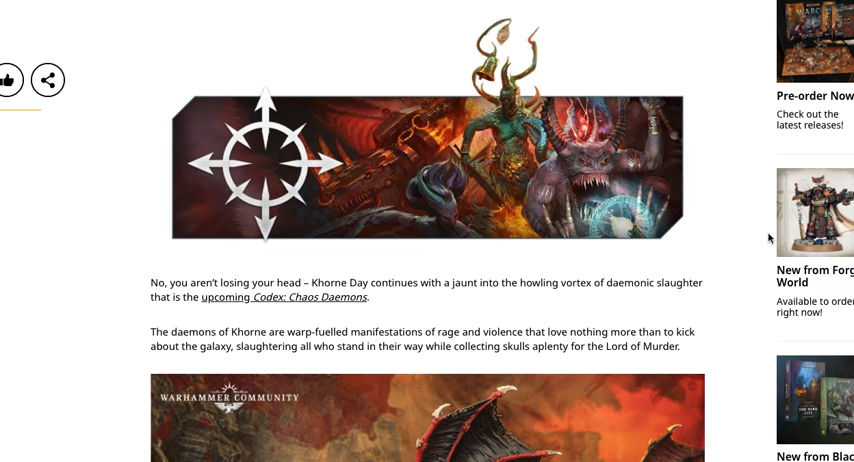 No, you aren’t losing your head – Khorne Day continues with a jaunt into the howling vortex of daemonic slaughter
that is the upcoming Codex: Chaos Daemons.
The daemons of Khorne are warp-fuelled manifestations of rage and violence that love nothing more than to kick
about the galaxy, slaughtering all who stand in their way while collecting skulls aplenty for the Lord of Murder.
WARHAMMER COMMUNITY
Pre-order Now
Check out the
latest releases!
New from Forg
World
Available to order
right now!
New from Blac